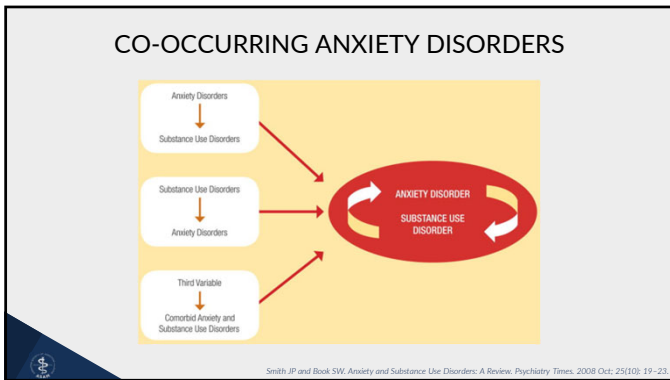 CO-OCCURRING ANXIETY DISORDERS
Anxiety Disorders
Substance Use Disorders
Substance Use Disorders
Anxiety Disorders
Third Variable
Comorbid Anxiety and
Substance Use Disorders
ANXIETY DISORDER
SUBSTANCE USE
DISORDER
ASAM
Smith JP and Book SW. Anxiety and Substance Use Disorders: A Review. Psychiatry Times. 2008 Oct; 25(10): 19–23.